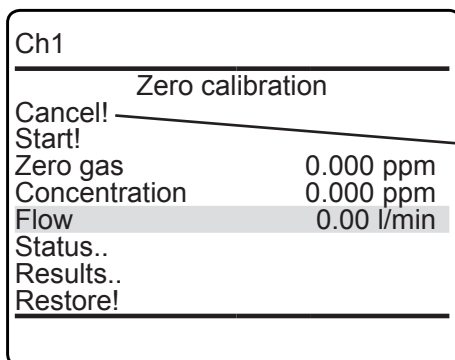 Ch1
Zero calibration
Cancel!
Start!
Zero gas 0.000 ppm
Concentration 0.000 ppm
Flow 0.00 l/min
Status..
Results..
Restore!